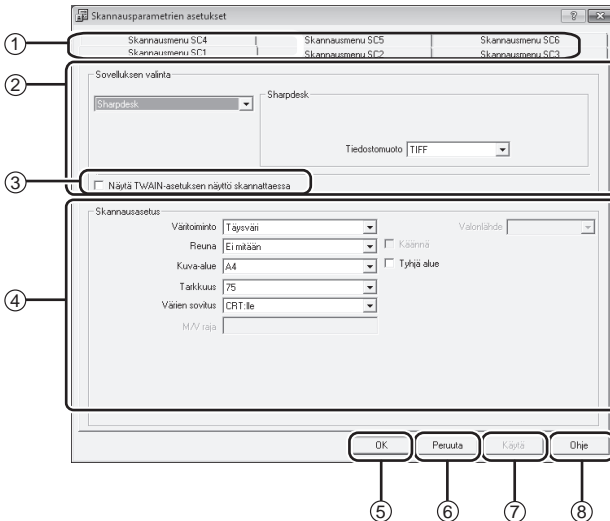 Skannausparametrien asetukset
① Skannausmenu SC4 Skannausmenu SC5 Skannausmenu SC6
Skannausmenu SC1 Skannausmenu SC2 Skannausmenu SC3
② Sovelluksen valinta
Sharpdesk
Sharpdesk
Tiedostomuoto TIFF
③ Näytä TWAIN-asetuksen näyttö skannattaessa
④ Skannausasetus
Väritoiminto Täysväri Valonlähde
Reuna Ei mitään Käännä
Kuva-alue A4 Tyhjä alue
Tarkkuus 75
Värien sovitus CRT:lle
M/V raja
OK Peruuta Käytä Ohje
⑤ ⑥ ⑦ ⑧